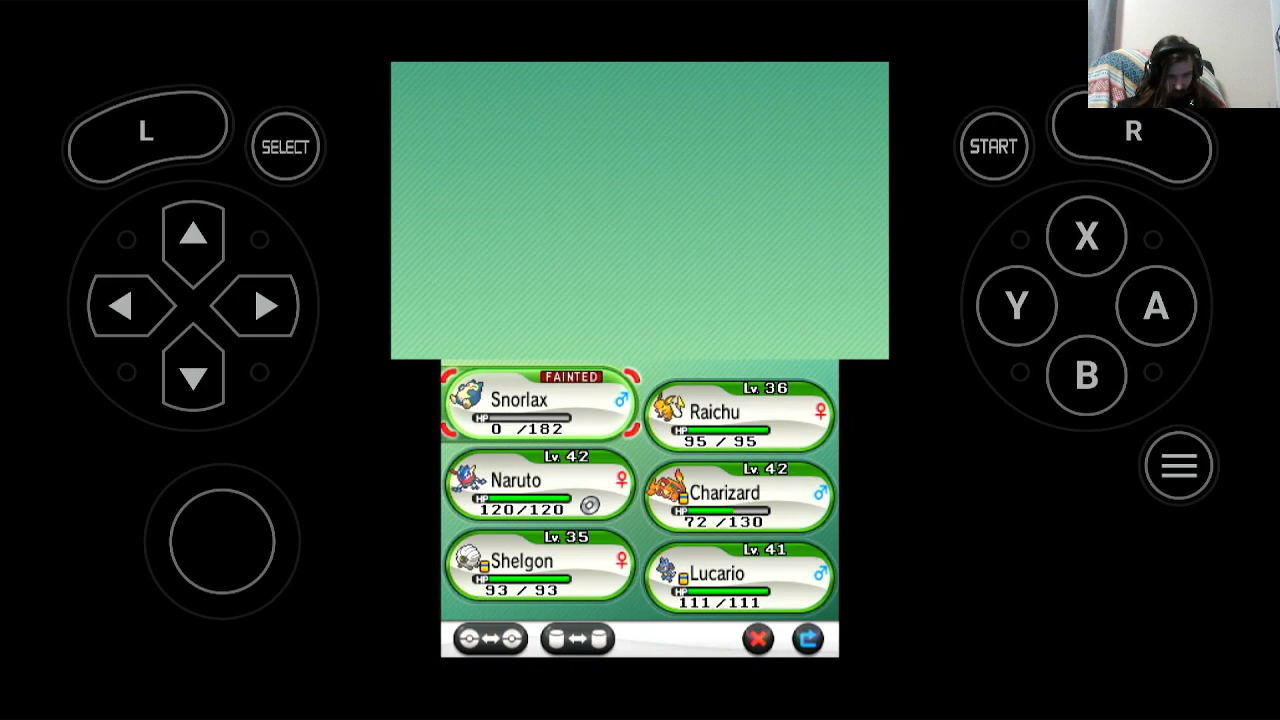 L
SELECT
START
R
X
Y
A
B
FAINTED
Snorlax ♂
HP
0 /182
Lv. 36
Raichu ♀
HP
95 / 95
Lv. 42
Naruto ♀
HP
120/120
Lv. 42
Charizard ♂
HP
72 /130
Lv. 35
Shelgon ♀
HP
93 / 93
Lv. 41
Lucario ♂
HP
111/111